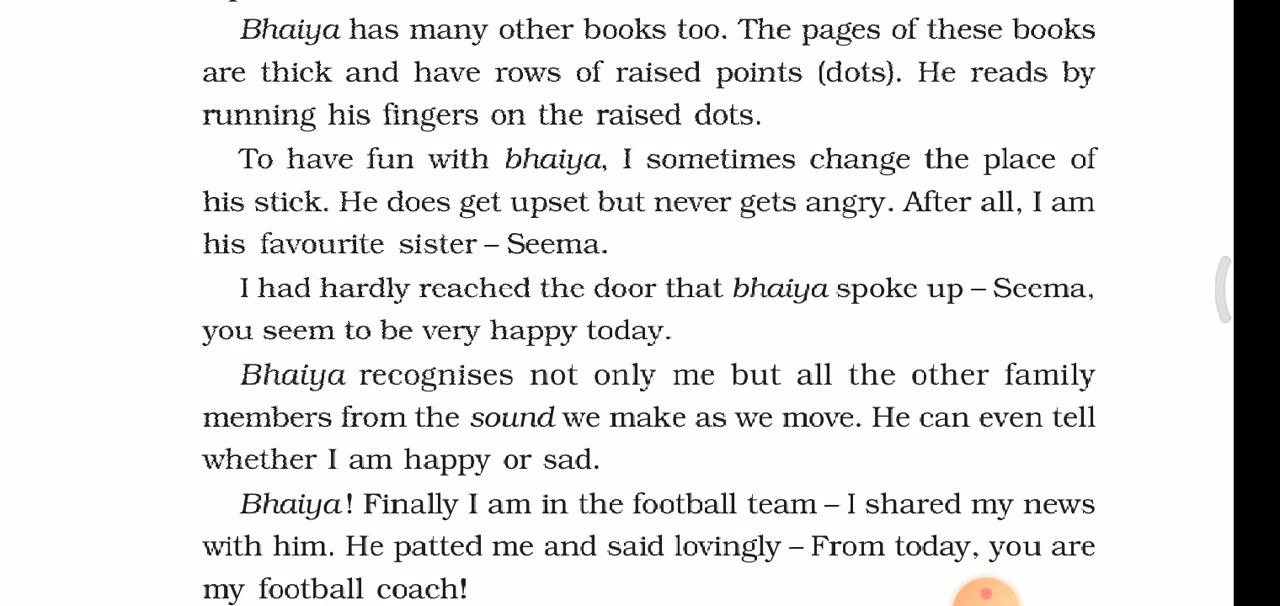 Bhaiya has many other books too. The pages of these books
are thick and have rows of raised points (dots). He reads by
running his fingers on the raised dots.
To have fun with bhaiya, I sometimes change the place of
his stick. He does get upset but never gets angry. After all, I am
his favourite sister – Seema.
I had hardly reached the door that bhaiya spoke up – Seema,
you seem to be very happy today.
Bhaiya recognises not only me but all the other family
members from the sound we make as we move. He can even tell
whether I am happy or sad.
Bhaiya! Finally I am in the football team – I shared my news
with him. He patted me and said lovingly – From today, you are
my football coach!